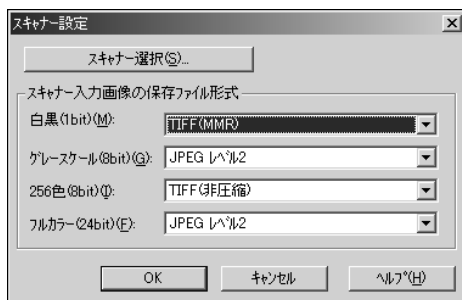 スキャナー設定
スキャナー選択(S)...
スキャナー入力画像の保存ファイル形式
白黒(1bit)(M): TIFF(MMR)
ｸﾞﾚｰｽｹｰﾙ(8bit)(G): JPEG ﾚﾍﾞﾙ2
256色(8bit)(I): TIFF(非圧縮)
ﾌﾙｶﾗｰ(24bit)(F): JPEG ﾚﾍﾞﾙ2
OK ｷｬﾝｾﾙ ﾍﾙﾌﾟ(H)